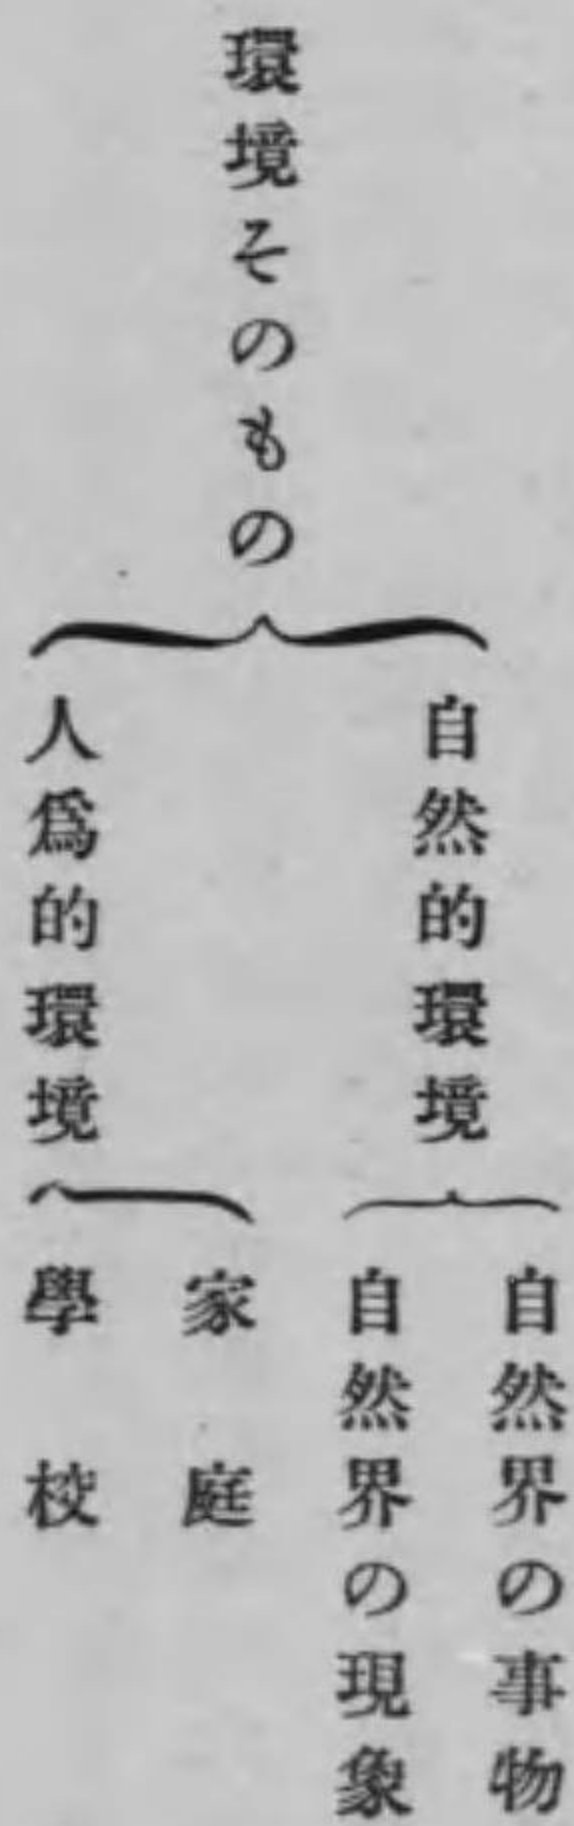 環境そのもの
自然的環境
自然界の事物
自然界の現象
人爲的環境
家庭
學校